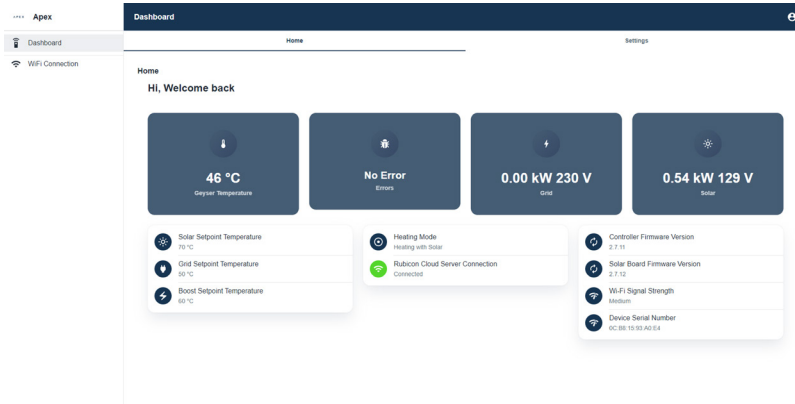 APEX Apex
Dashboard
Dashboard
WiFi Connection
Home
Settings
Home
Hi, Welcome back
46 °C
Geyser Temperature
No Error
Errors
0.00 kW 230 V
Grid
0.54 kW 129 V
Solar
Solar Setpoint Temperature
70 °C
Grid Setpoint Temperature
50 °C
Boost Setpoint Temperature
60 °C
Heating Mode
Heating with Solar
Rubicon Cloud Server Connection
Connected
Controller Firmware Version
2.7.11
Solar Board Firmware Version
2.7.12
Wi-Fi Signal Strength
Medium
Device Serial Number
0C:B8:15:93:A0:E4